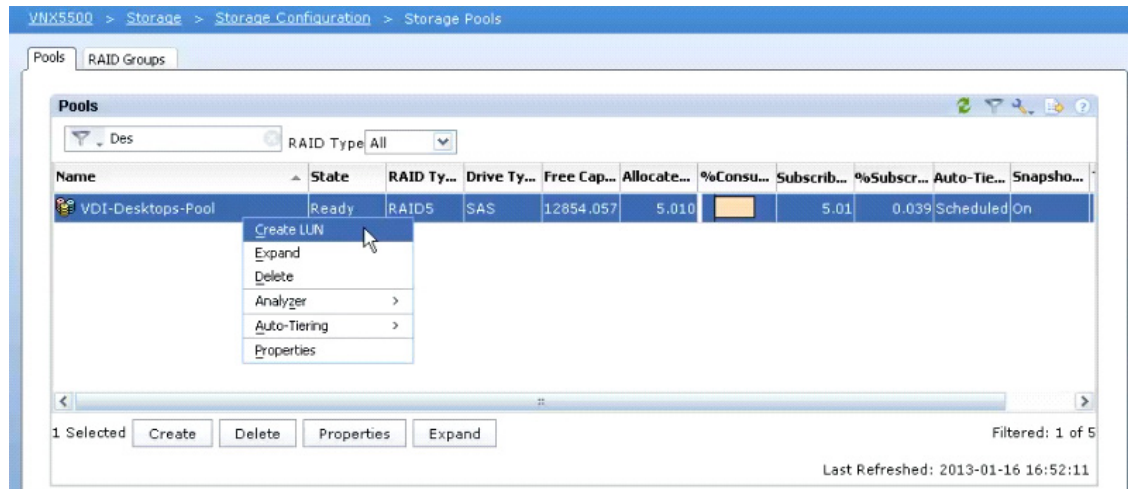 VNX5500 > Storage > Storage Configuration > Storage Pools
Pools RAID Groups
Pools
Des RAID Type All
Name State RAID Ty... Drive Ty... Free Cap... Allocate... %Consu... Subscrib... %Subscr... Auto-Tie... Snapsho...
VDI-Desktops-Pool Ready RAID5 SAS 12854.057 5.010 5.01 0.039 Scheduled On
Create LUN
Expand
Delete
Analyzer >
Auto-Tiering >
Properties
1 Selected Create Delete Properties Expand Filtered: 1 of 5
Last Refreshed: 2013-01-16 16:52:11